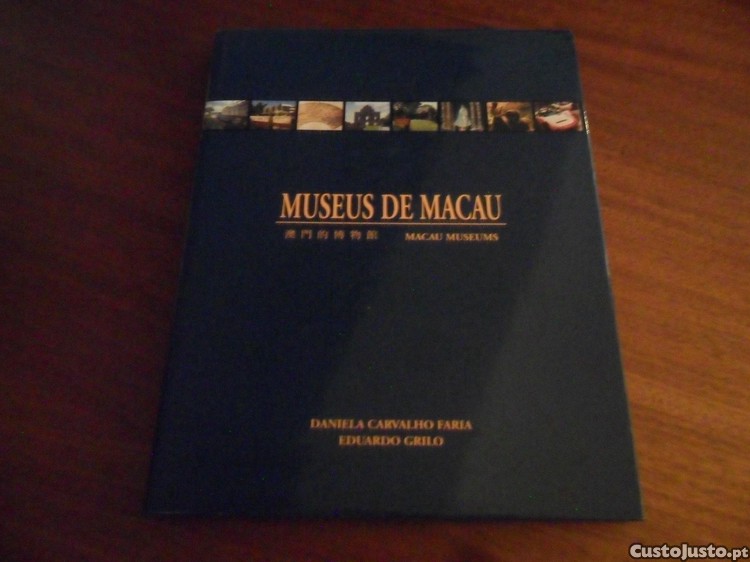 MUSEUS DE MACAU
澳門的博物館 MACAU MUSEUMS
DANIELA CARVALHO FARIA
EDUARDO GRILO
CustoJusto.pt